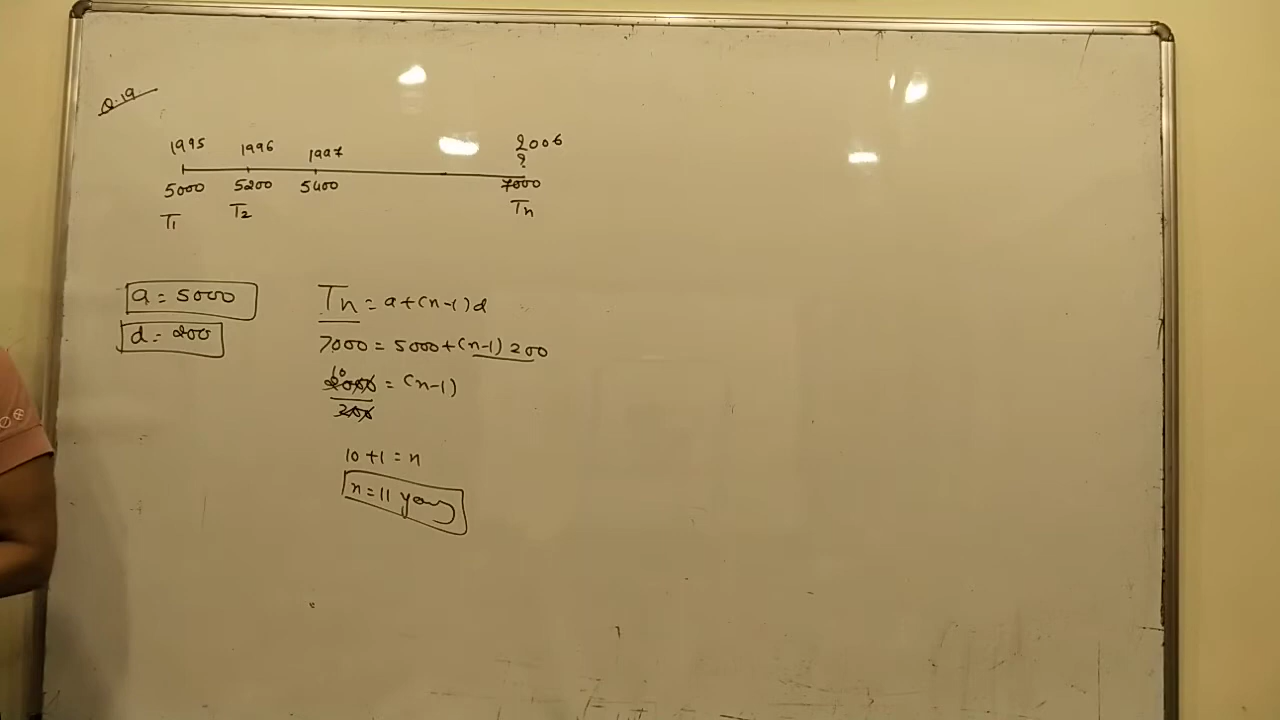 Q.19
1995 1996 1997 2006
?
5000 5200 5400 7000
T1 T2 Tn
a = 5000
d = 200
Tn = a+(n-1)d
7000 = 5000+(n-1) 200
10
2000/200 = (n-1)
10+1 = n
n = 11 years